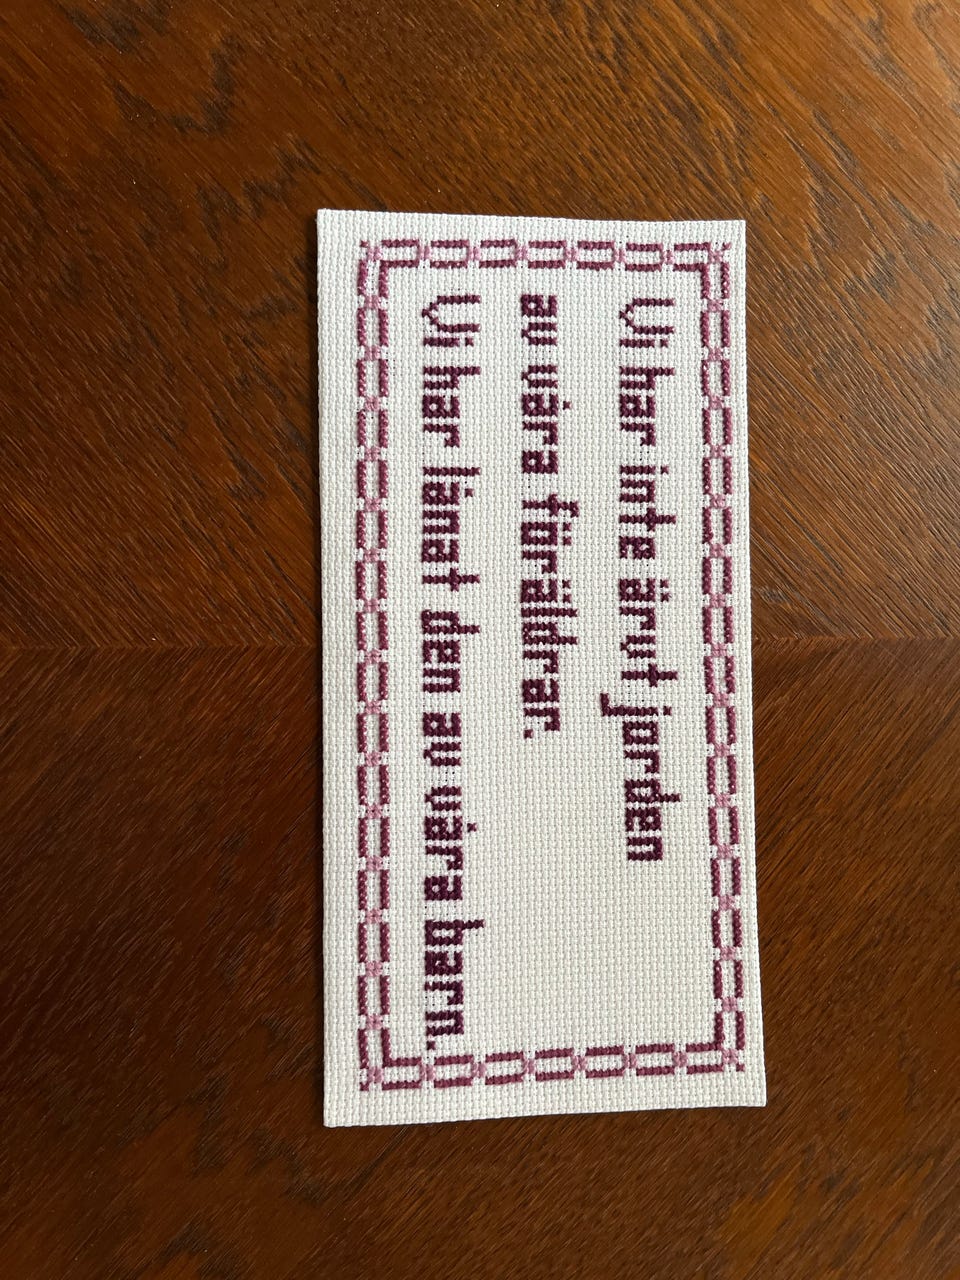 Vi har inte ärvt jorden
av våra föräldrar.
Vi har lånat den av våra barn.